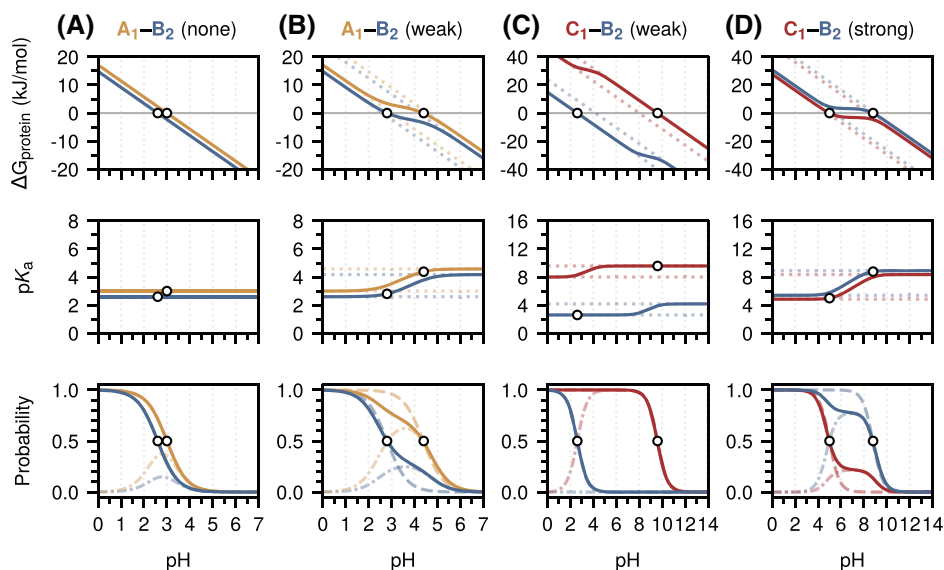 (A) A1–B2 (none) (B) A1–B2 (weak) (C) C1–B2 (weak) (D) C1–B2 (strong)
ΔGprotein (kJ/mol)
20 20 40 40
10 10 20 20
0 0 0 0
-10 -10 -20 -20
-20 -20 -40 -40
pKa
8 8 16 16
6 6 12 12
4 4 8 8
2 2 4 4
0 0 0 0
Probability
1.0 1.0 1.0 1.0
0.5 0.5 0.5 0.5
0.0 0.0 0.0 0.0
0 1 2 3 4 5 6 7 0 1 2 3 4 5 6 7 0 2 4 6 8 10 12 14 0 2 4 6 8 10 12 14
pH pH pH pH